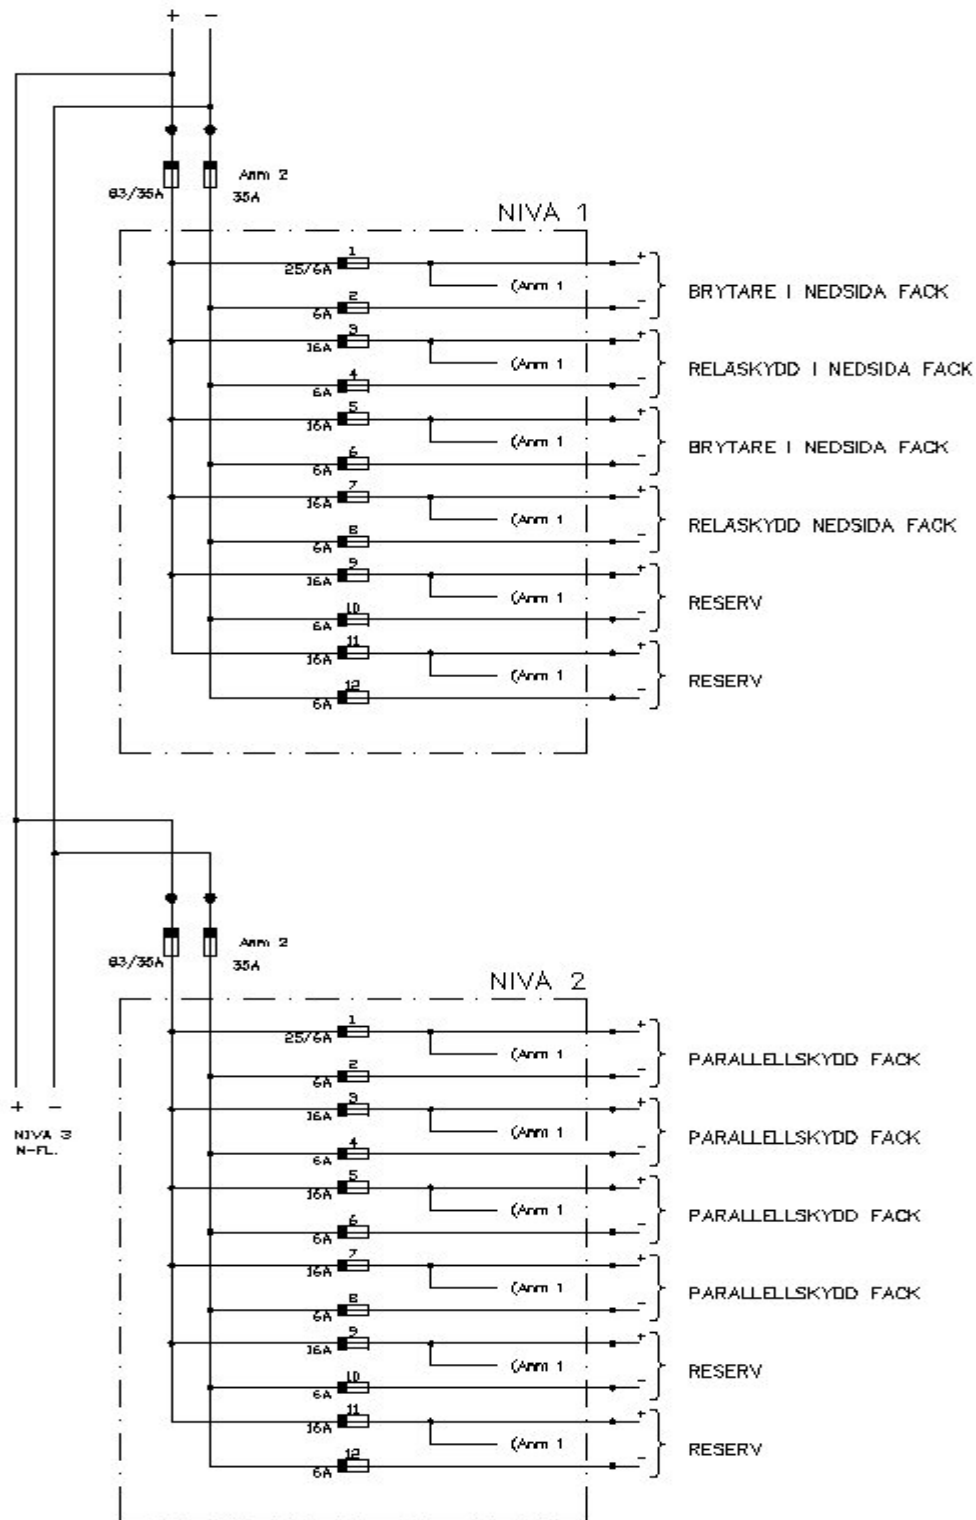 + −
63/35A
Anm 2
35A
NIVÅ 1
1
25/6A
(Anm 1
+
−
BRYTARE I NEDSIDA FACK
2
6A
3
16A
(Anm 1
+
−
RELÄSKYDD I NEDSIDA FACK
4
6A
5
16A
(Anm 1
+
−
BRYTARE I NEDSIDA FACK
6
6A
7
16A
(Anm 1
+
−
RELÄSKYDD NEDSIDA FACK
8
6A
9
16A
(Anm 1
+
−
RESERV
10
6A
11
16A
(Anm 1
+
−
RESERV
12
6A
63/35A
Anm 2
35A
NIVÅ 2
1
25/6A
(Anm 1
+
−
PARALLELLSKYDD FACK
2
6A
+ −
NIVÅ 3
N-FL.
3
16A
(Anm 1
+
−
PARALLELLSKYDD FACK
4
6A
5
16A
(Anm 1
+
−
PARALLELLSKYDD FACK
6
6A
7
16A
(Anm 1
+
−
PARALLELLSKYDD FACK
8
6A
9
16A
(Anm 1
+
−
RESERV
10
6A
11
16A
(Anm 1
+
−
RESERV
12
6A